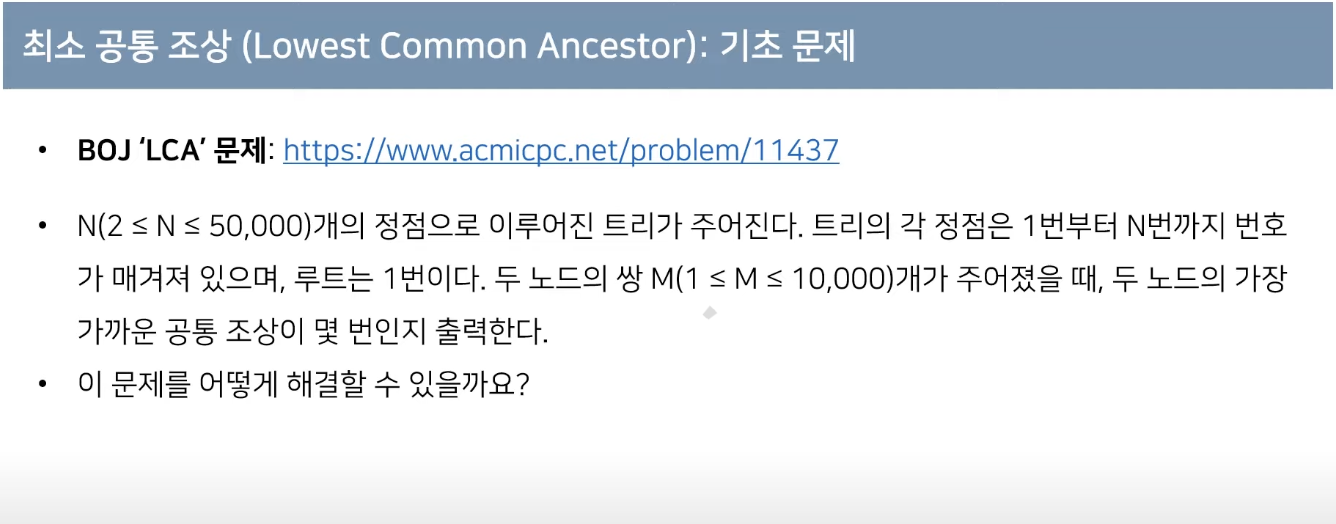 최소 공통 조상 (Lowest Common Ancestor): 기초 문제
• BOJ ‘LCA’ 문제: https://www.acmicpc.net/problem/11437
• N(2 ≤ N ≤ 50,000)개의 정점으로 이루어진 트리가 주어진다. 트리의 각 정점은 1번부터 N번까지 번호
가 매겨져 있으며, 루트는 1번이다. 두 노드의 쌍 M(1 ≤ M ≤ 10,000)개가 주어졌을 때, 두 노드의 가장
가까운 공통 조상이 몇 번인지 출력한다.
• 이 문제를 어떻게 해결할 수 있을까요?